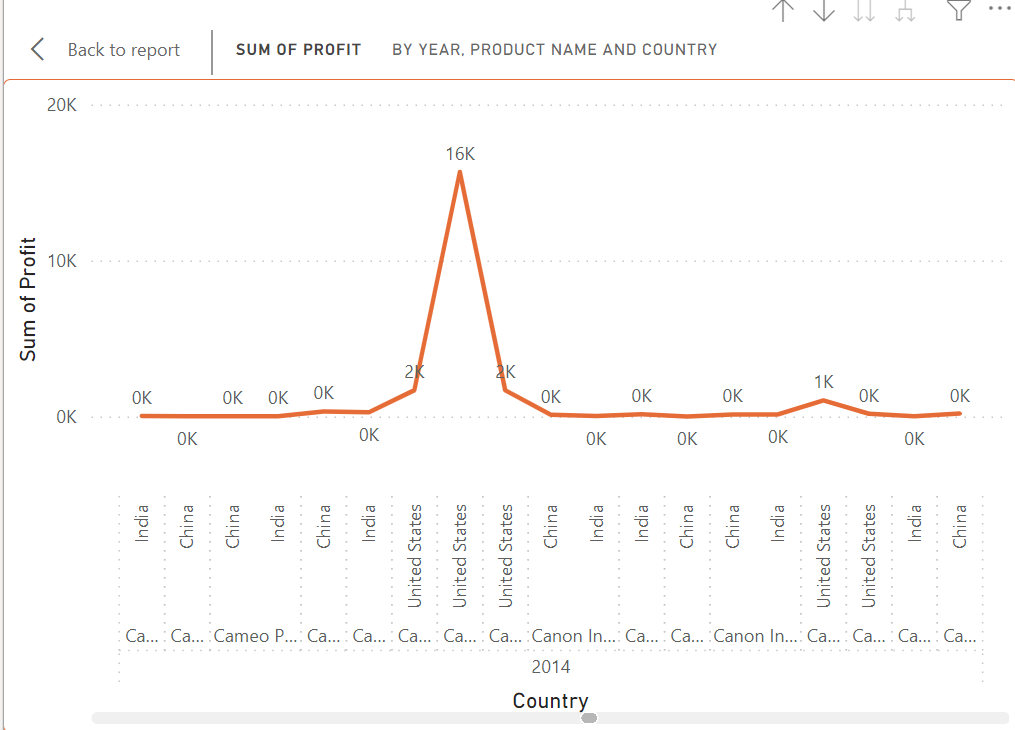 Back to report SUM OF PROFIT BY YEAR, PRODUCT NAME AND COUNTRY
20K
16K
10K
Sum of Profit
2K 2K
0K 0K 0K 0K 0K 0K 0K 1K 0K 0K
0K
0K 0K 0K 0K 0K 0K
India China China India China India United States United States United States China India India China China India United States United States India China
Ca... Ca... Cameo P... Ca... Ca... Ca... Ca... Ca... Canon In... Ca... Ca... Canon In... Ca... Ca... Ca... Ca...
2014
Country